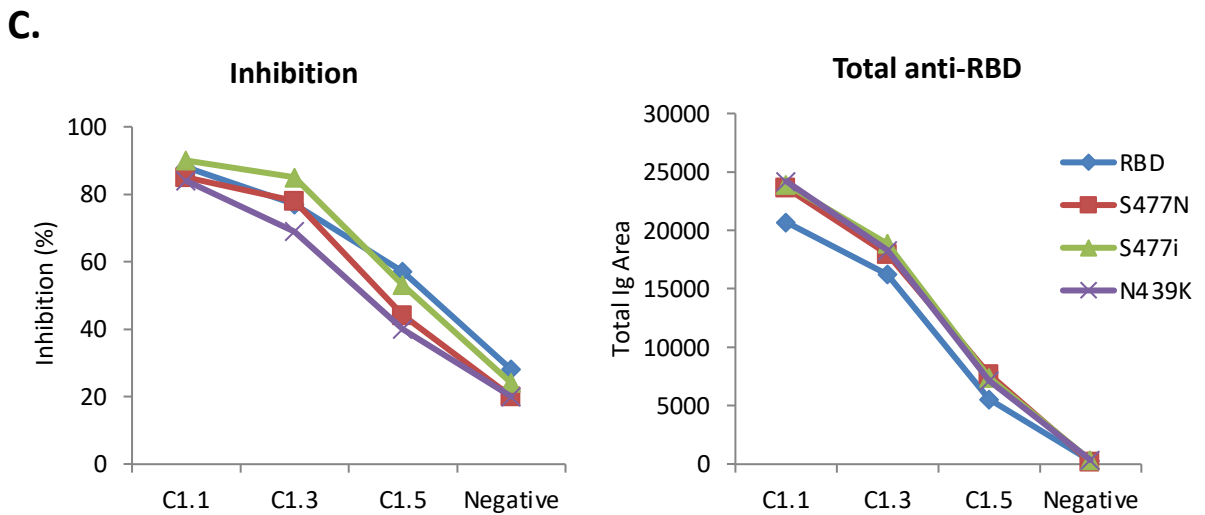 C.
Inhibition
Inhibition (%)
100
80
60
40
20
0
C1.1 C1.3 C1.5 Negative
Total anti-RBD
Total Ig Area
30000
25000
20000
15000
10000
5000
0
C1.1 C1.3 C1.5 Negative
RBD
S477N
S477i
N439K